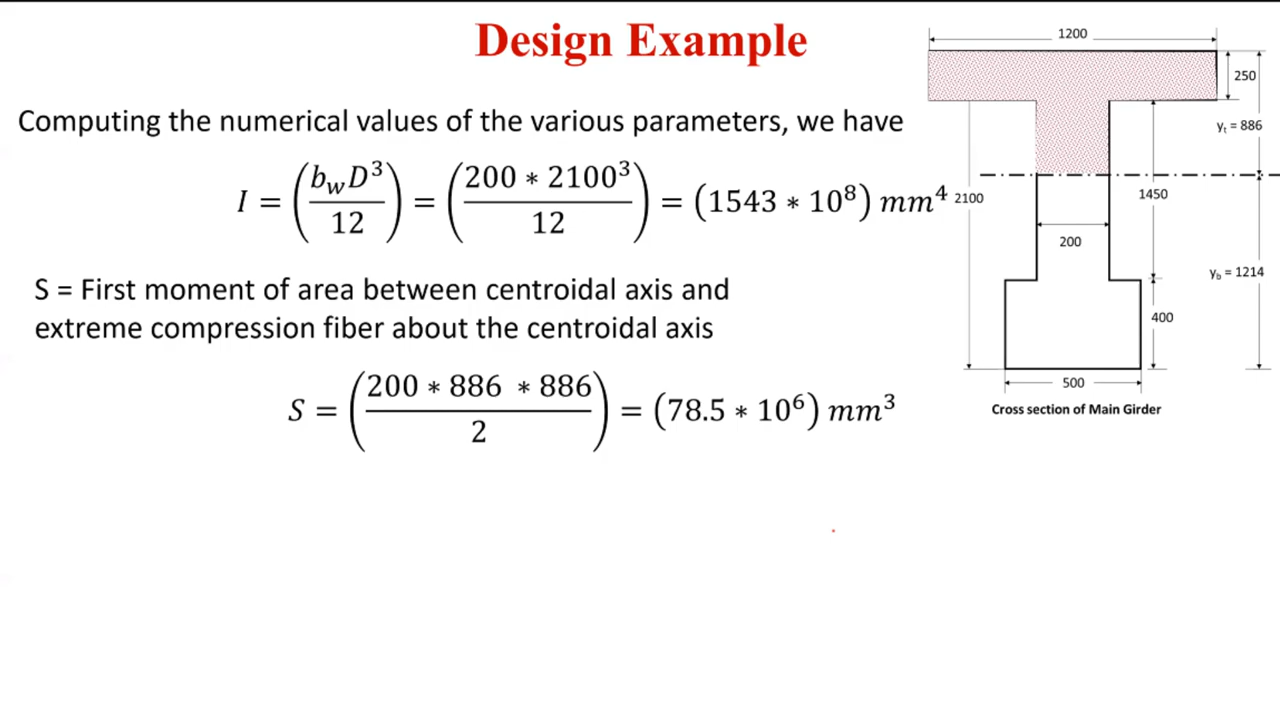 Design Example
Computing the numerical values of the various parameters, we have
I = (b_w D^3 / 12) = (200 * 2100^3 / 12) = (1543 * 10^8) mm^4
S = First moment of area between centroidal axis and
extreme compression fiber about the centroidal axis
S = (200 * 886 * 886 / 2) = (78.5 * 10^6) mm^3
1200
250
y_t = 886
2100
1450
200
y_b = 1214
400
500
Cross section of Main Girder